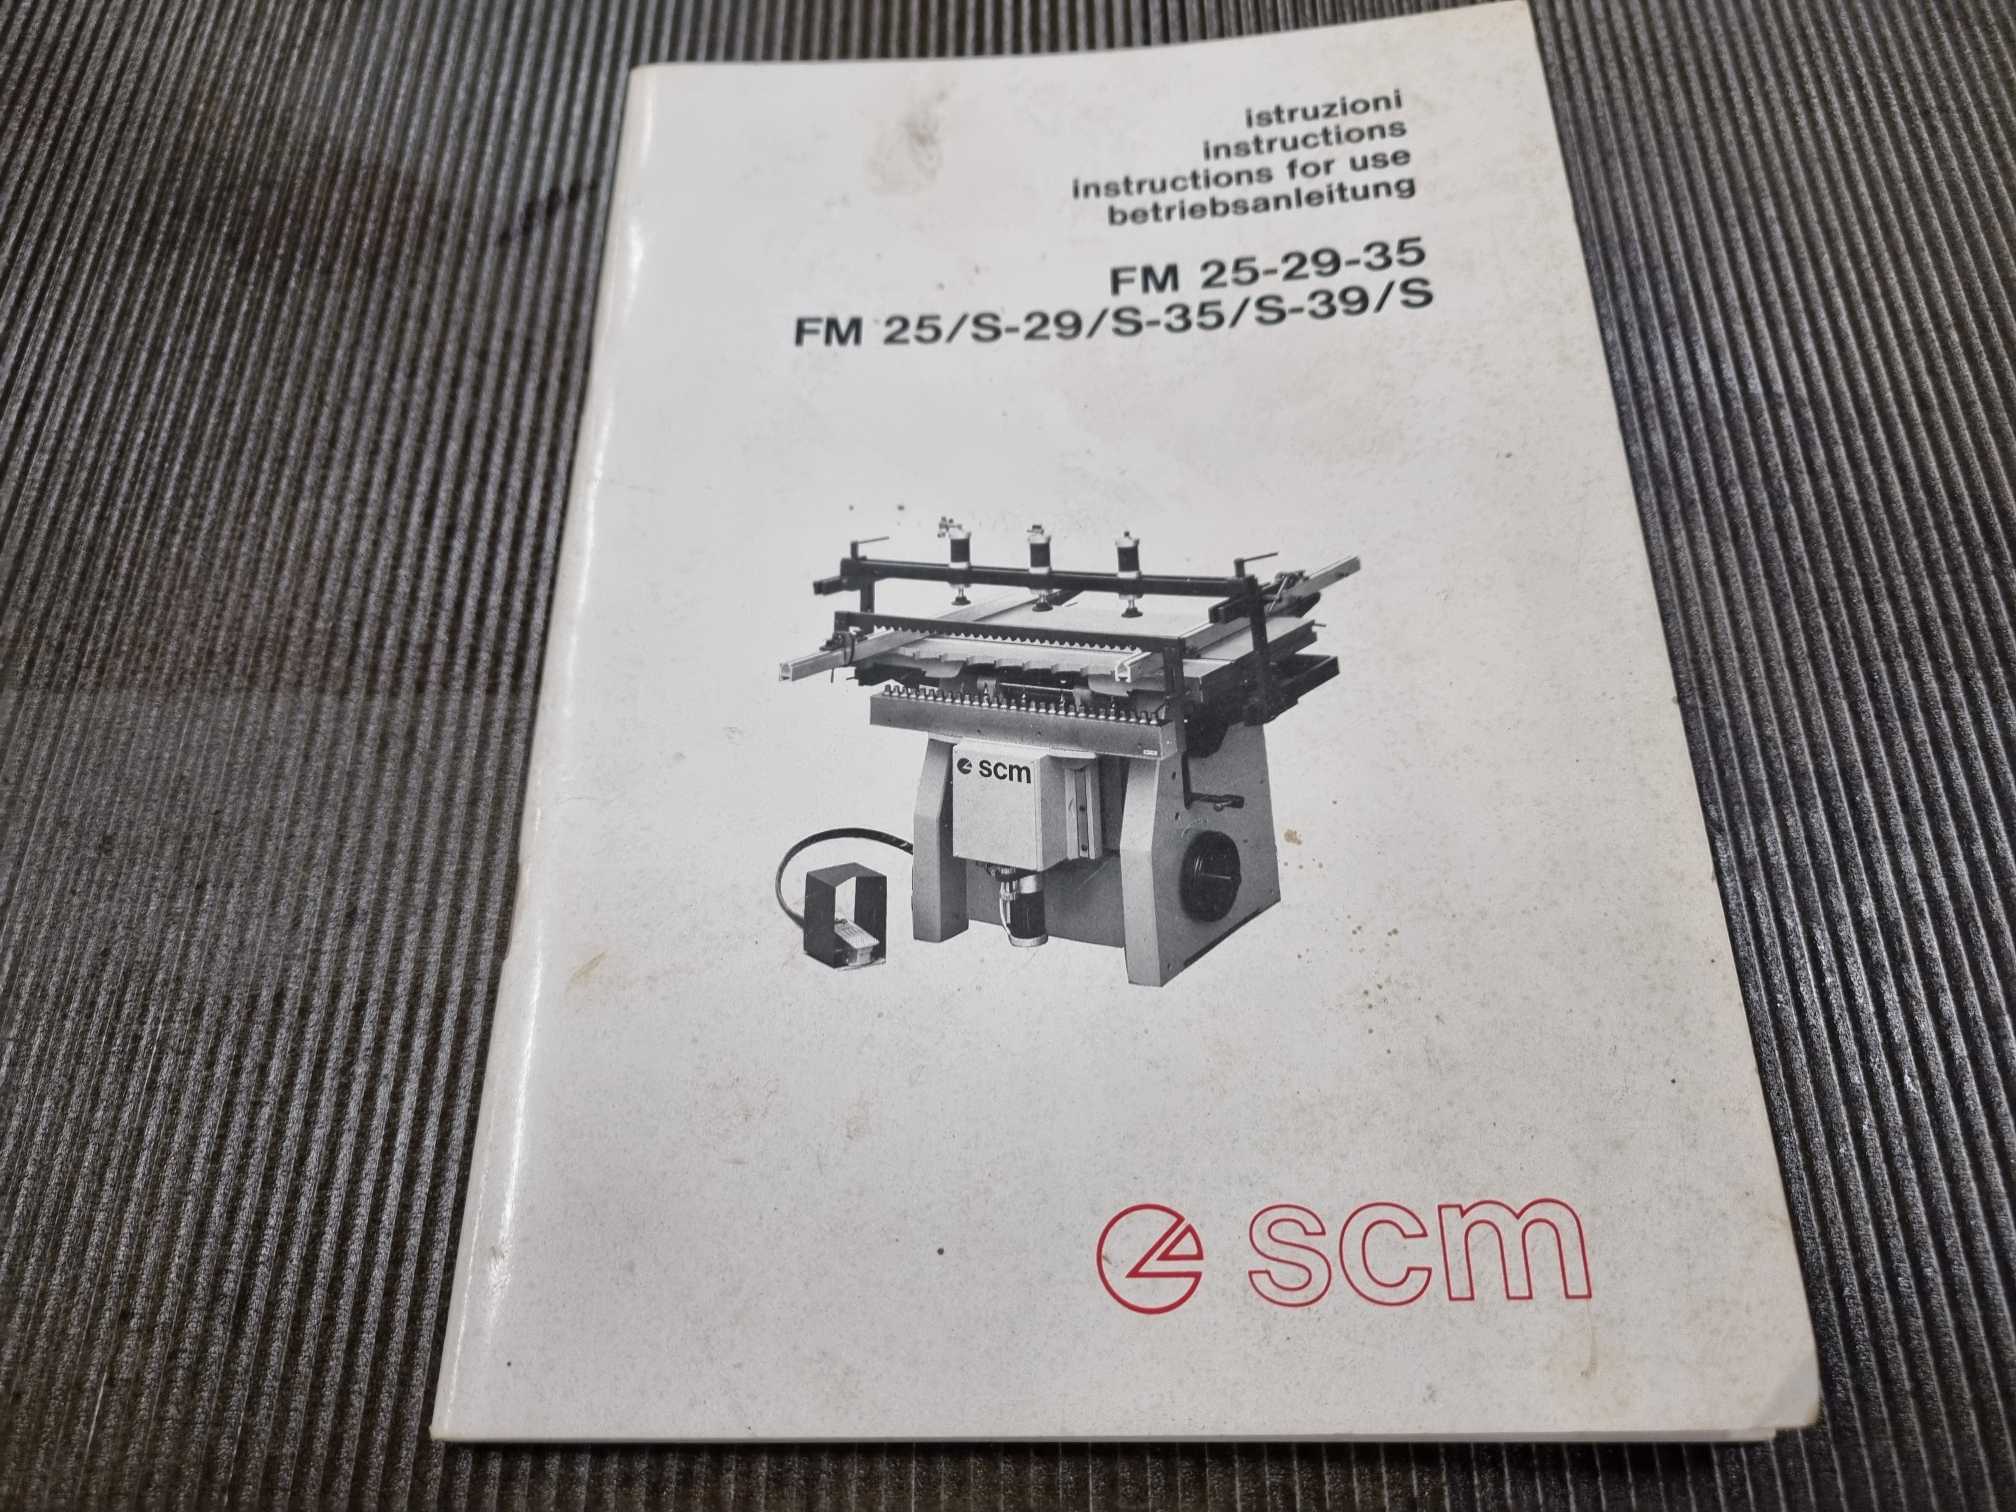 istruzioni
instructions
instructions for use
betriebsanleitung
FM 25-29-35
FM 25/S-29/S-35/S-39/S
scm
scm